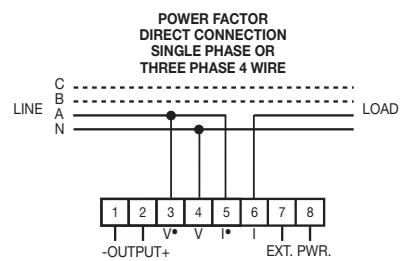 POWER FACTOR
DIRECT CONNECTION
SINGLE PHASE OR
THREE PHASE 4 WIRE
C
B
LINE A LOAD
N
1 2 3 4 5 6 7 8
V• V I• I
-OUTPUT+ EXT. PWR.